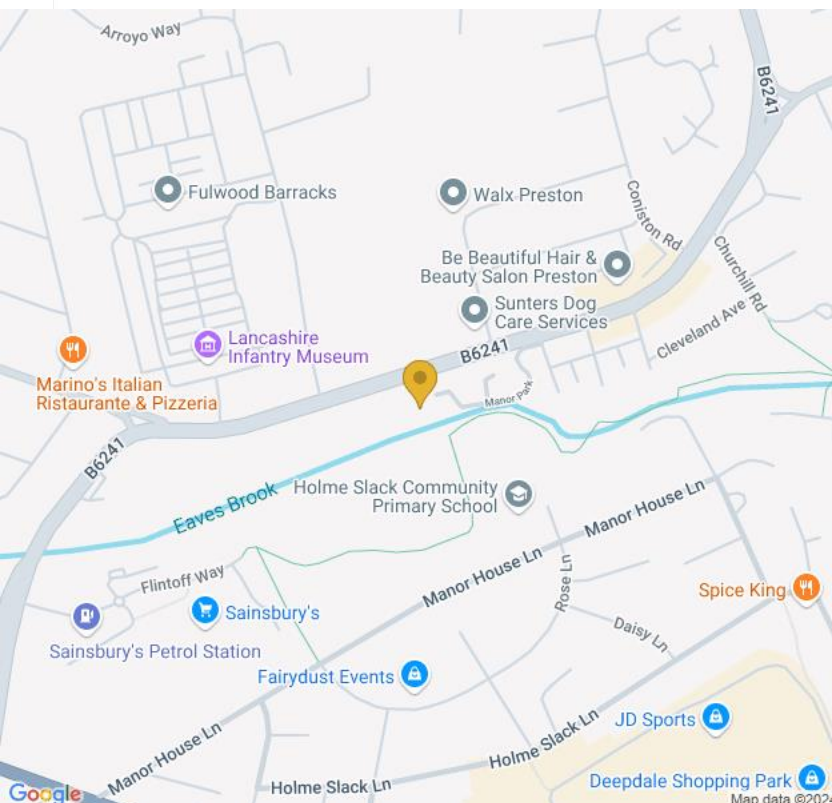 Arroyo Way
B6241
Fulwood Barracks
Walx Preston
Coniston Rd
Be Beautiful Hair &
Beauty Salon Preston
Churchill Rd
Sunters Dog
Care Services
Cleveland Ave
Lancashire
Infantry Museum
B6241
Marino's Italian
Ristaurante & Pizzeria
Manor Park
B6241
Eaves Brook
Holme Slack Community
Primary School
Manor House Ln
Manor House Ln
Flintoff Way
Rose Ln
Spice King
Sainsbury's
Daisy Ln
Sainsbury's Petrol Station
Fairydust Events
JD Sports
Manor House Ln
Holme Slack Ln
Holme Slack Ln
Deepdale Shopping Park
Google
Map data ©2024